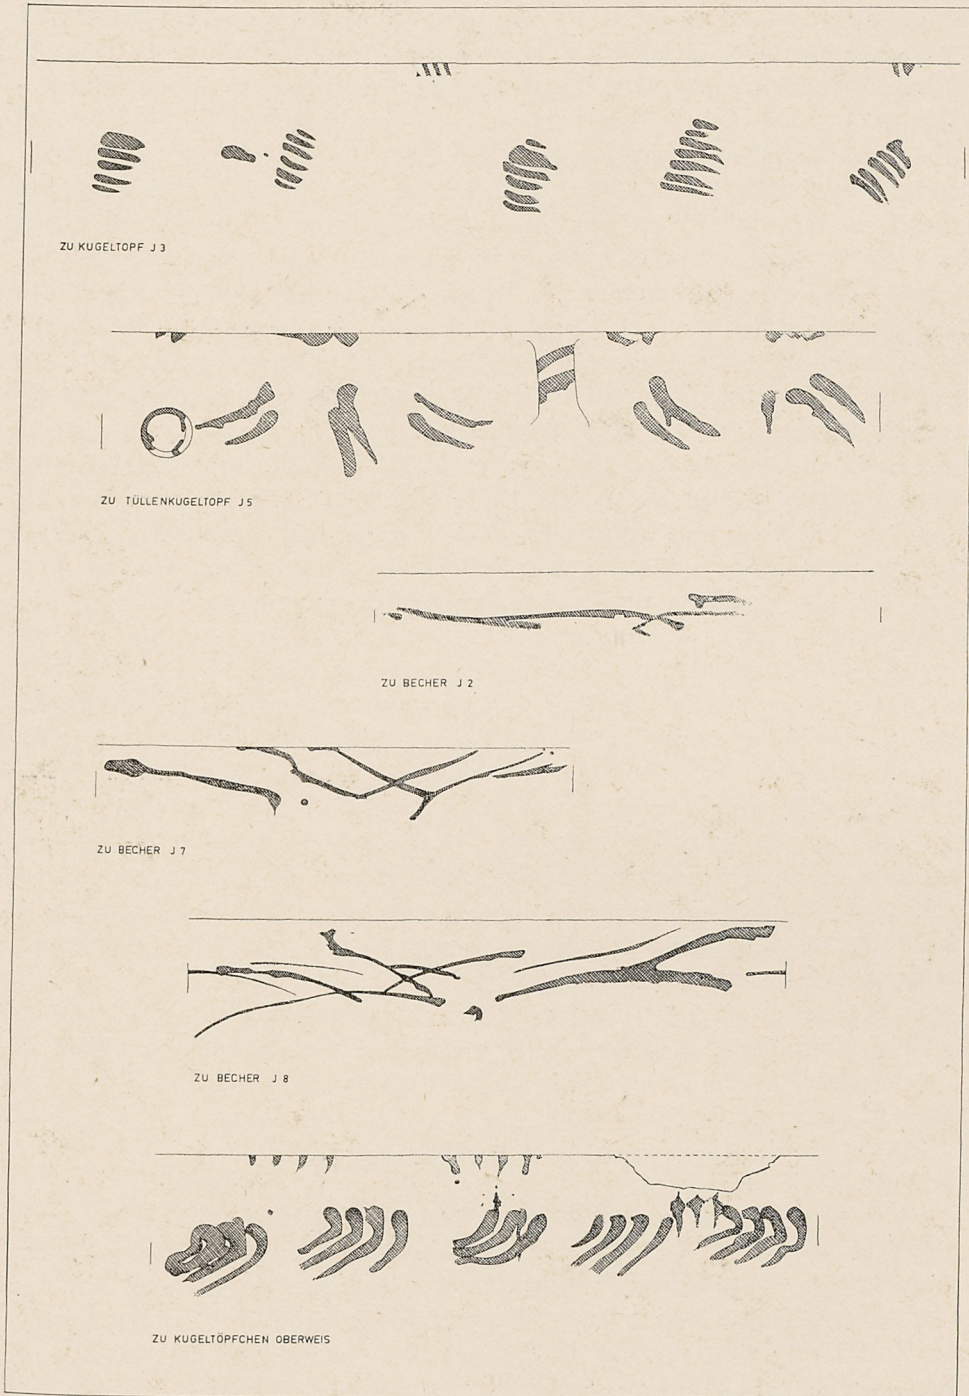 ZU KUGELTOPF J 3
ZU TÜLLENKUGELTOPF J 5
ZU BECHER J 2
ZU BECHER J 7
ZU BECHER J 8
ZU KUGELTÖPFCHEN OBERWEIS